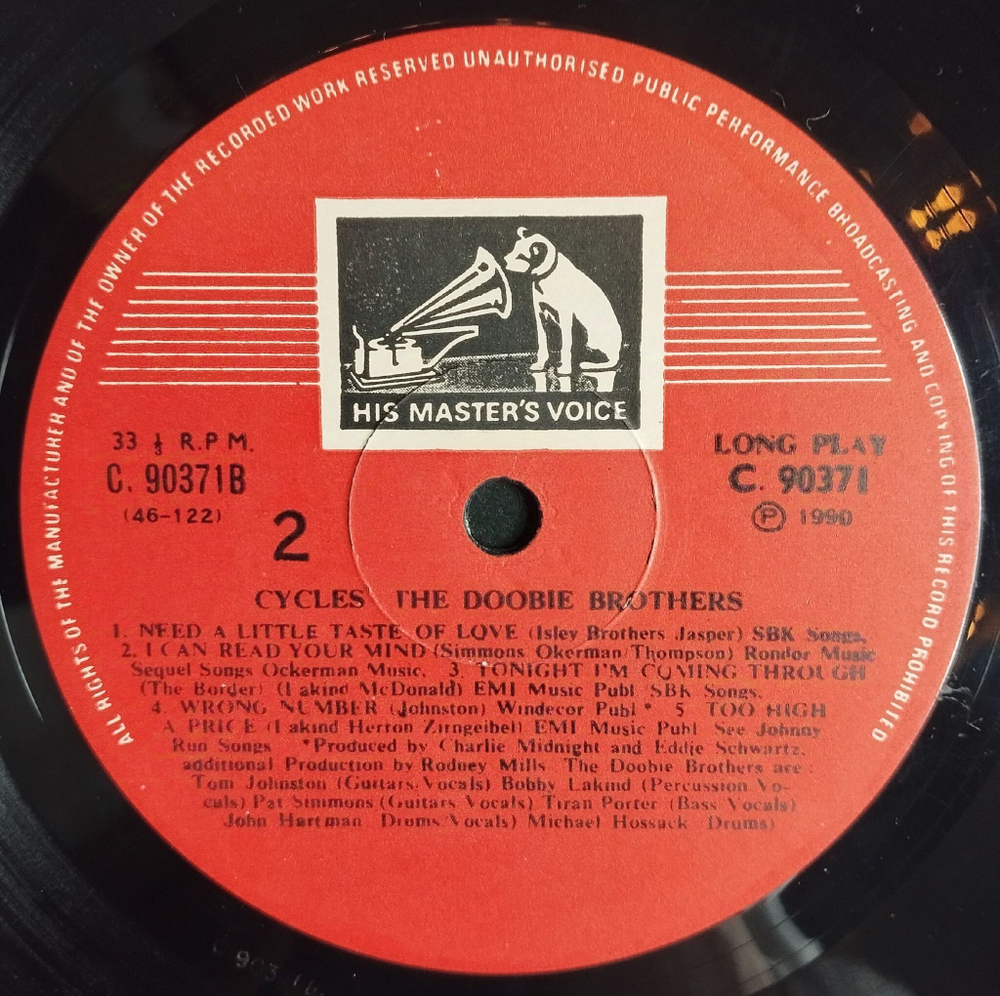 ALL RIGHTS OF THE MANUFACTURER AND OF THE OWNER OF THE RECORDED WORK RESERVED UNAUTHORISED PUBLIC PERFORMANCE BROADCASTING AND COPYING OF THIS RECORD PROHIBITED
HIS MASTER'S VOICE
33 ⅓ R.P.M.
C. 90371B
(46-122)
2
LONG PLAY
C. 90371
Ⓟ 1990
CYCLES THE DOOBIE BROTHERS
1. NEED A LITTLE TASTE OF LOVE (Isley Brothers Jasper) SBK Songs.
2. I CAN READ YOUR MIND (Simmons Okerman/Thompson) Rondor Music
Sequel Songs Ockerman Music. 3. TONIGHT I'M COMING THROUGH
(The Border) (Lakind McDonald) EMI Music Publ SBK Songs.
4. WRONG NUMBER (Johnston) Windecor Publ * 5 TOO HIGH
A PRICE (Lakind Herron Zirngeibel) EMI Music Publ See Johnny
Run Songs *Produced by Charlie Midnight and Eddie Schwartz.
additional Production by Rodney Mills. The Doobie Brothers are :
Tom Johnston (Guitars/Vocals) Bobby Lakind (Percussion Vo-
cals) Pat Simmons (Guitars Vocals) Tiran Porter (Bass Vocals)
John Hartman Drums/Vocals) Michael Hossack Drums)